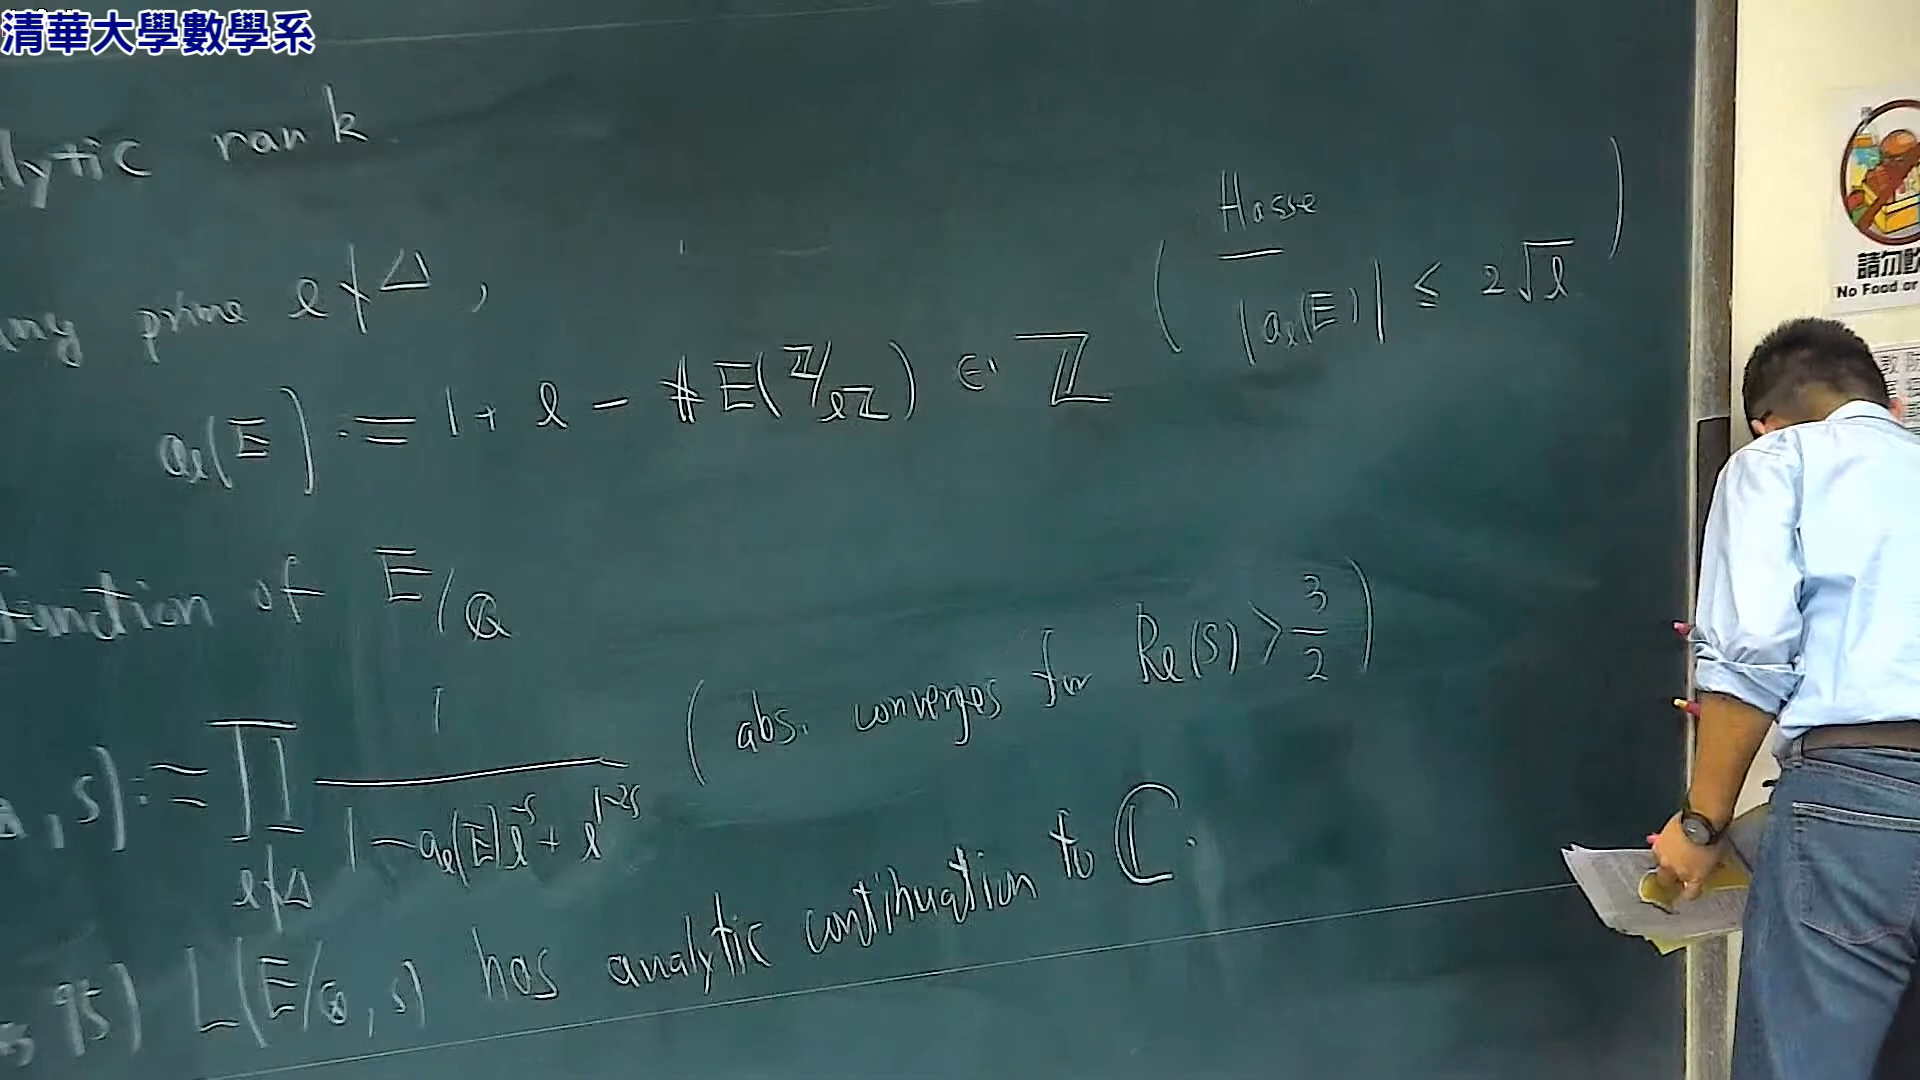 清華大學數學系
lytic rank
any prime ℓ∤Δ,
Hasse
( |aℓ(E)| ≤ 2√ℓ )
aℓ(E) := 1 + ℓ - #E(ℤ/ℓℤ) ∈ ℤ
function of E/ℚ
, s) := ∏_{ℓ∤Δ} 1/(1 - aℓ(E)ℓ^{-s} + ℓ^{1-2s}) ( abs. converges for Re(s) > 3/2 )
95) L(E/ℚ, s) has analytic continuation to ℂ.
請勿飲
No Food or